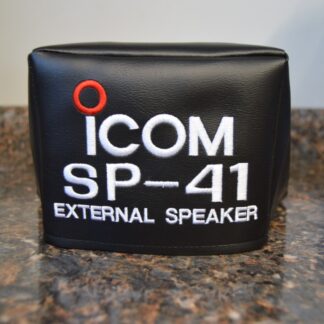 iCOM
SP-41
EXTERNAL SPEAKER